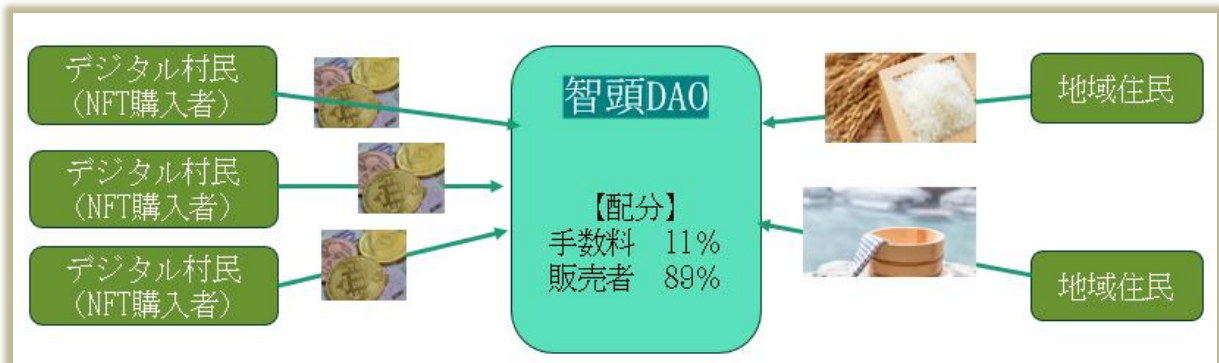 デジタル村民
(NFT購入者)
デジタル村民
(NFT購入者)
デジタル村民
(NFT購入者)
智頭DAO
【配分】
手数料 11%
販売者 89%
地域住民
地域住民